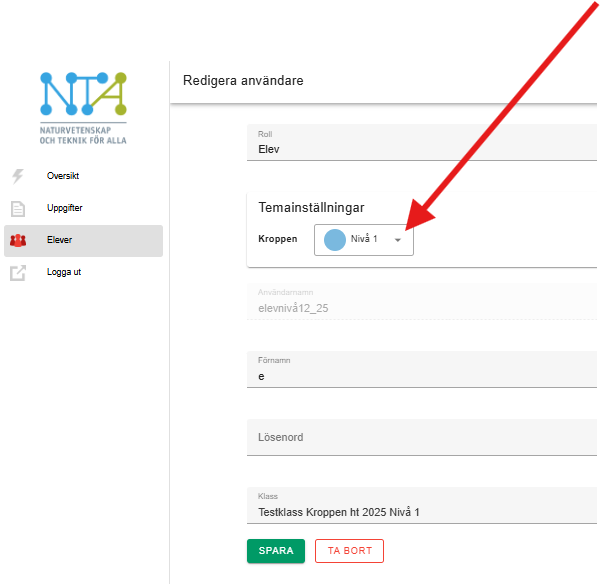 NTA
NATURVETENSKAP
OCH TEKNIK FÖR ALLA
Översikt
Uppgifter
Elever
Logga ut
Redigera användare
Roll
Elev
Temainställningar
Kroppen Nivå 1
Användarnamn
elevnivå12_25
Förnamn
e
Lösenord
Klass
Testklass Kroppen ht 2025 Nivå 1
SPARA TA BORT